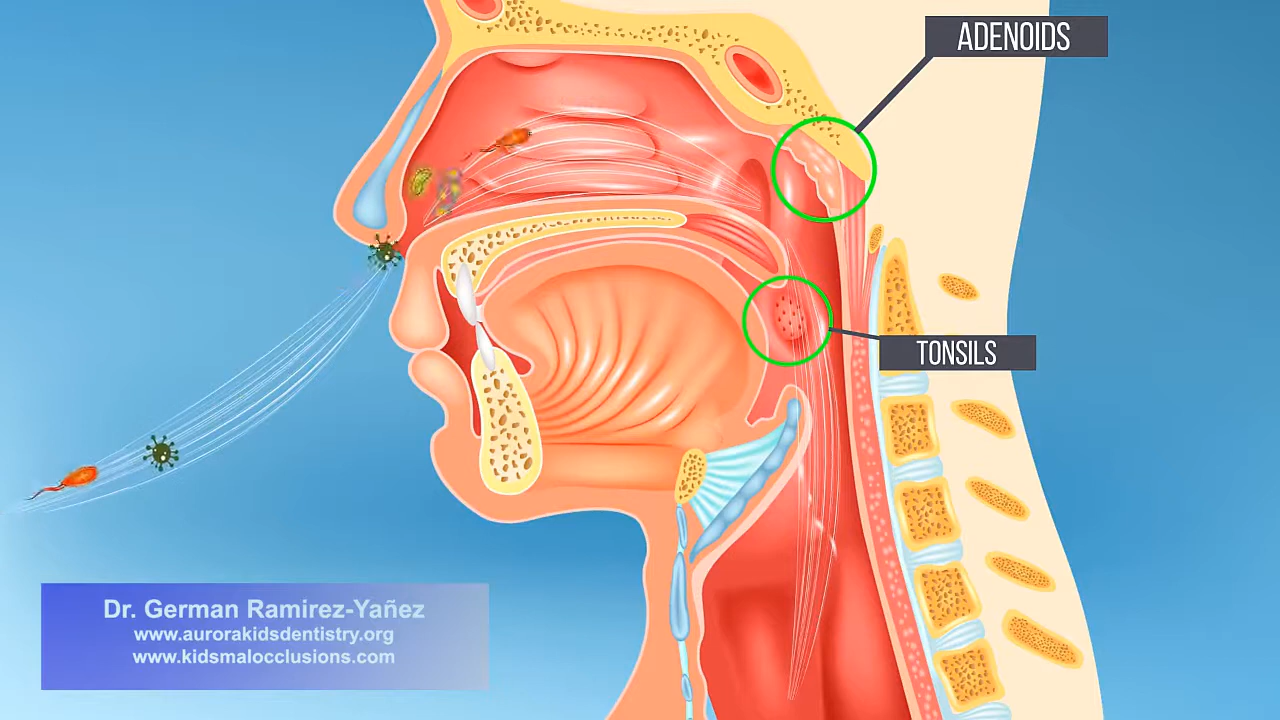 ADENOIDS
TONSILS
Dr. German Ramirez-Yañez
www.aurorakidsdentistry.org
www.kidsmalocclusions.com